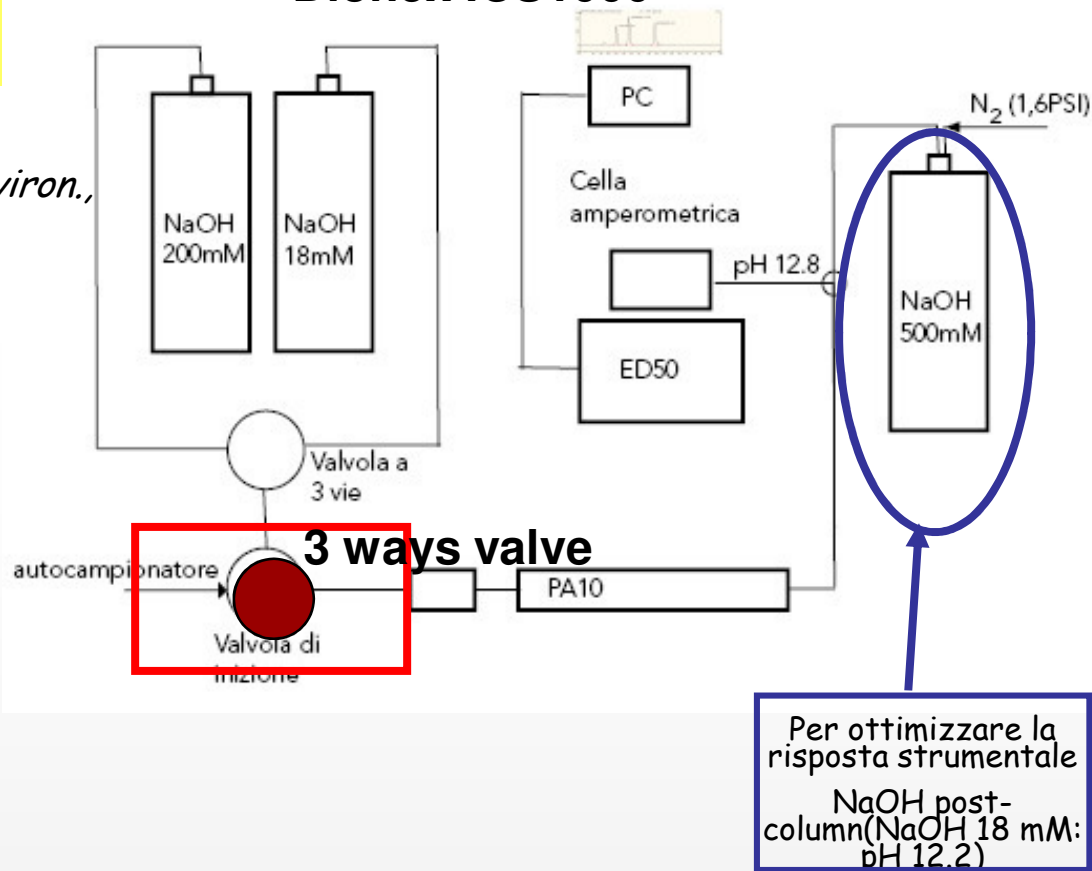 PC
N2 (1,6PSI)
viron.,
NaOH
200mM
NaOH
18mM
Cella
amperometrica
pH 12.8
NaOH
500mM
ED50
Valvola a
3 vie
3 ways valve
autocampionatore
PA10
Valvola di
inizione
Per ottimizzare la
risposta strumentale
NaOH post-
column(NaOH 18 mM:
pH 12.2)